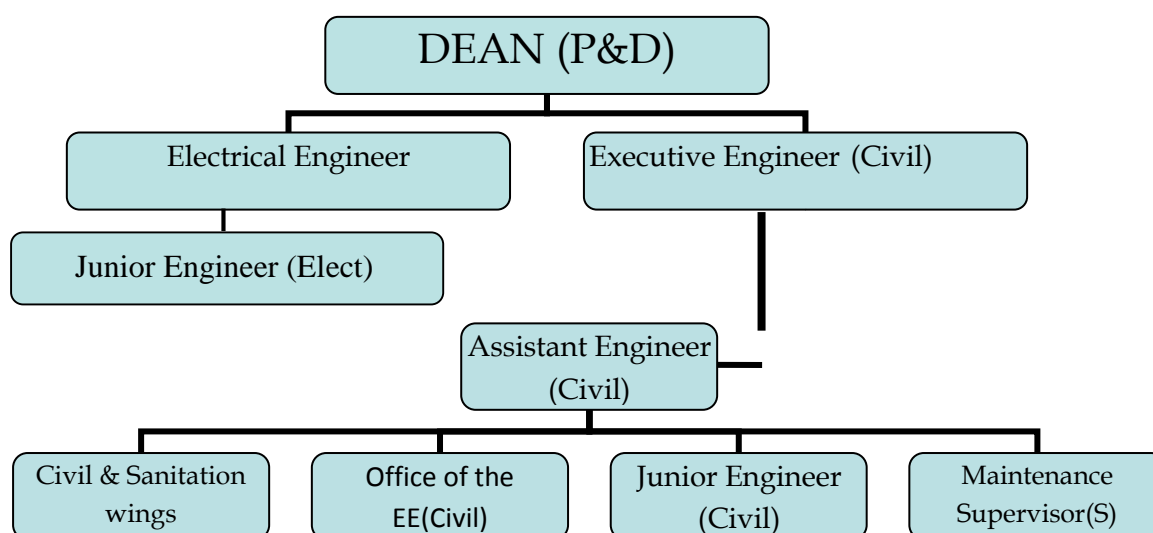 DEAN (P&D)
Electrical Engineer
Executive Engineer (Civil)
Junior Engineer (Elect)
Assistant Engineer
(Civil)
Civil & Sanitation
wings
Office of the
EE(Civil)
Junior Engineer
(Civil)
Maintenance
Supervisor(S)